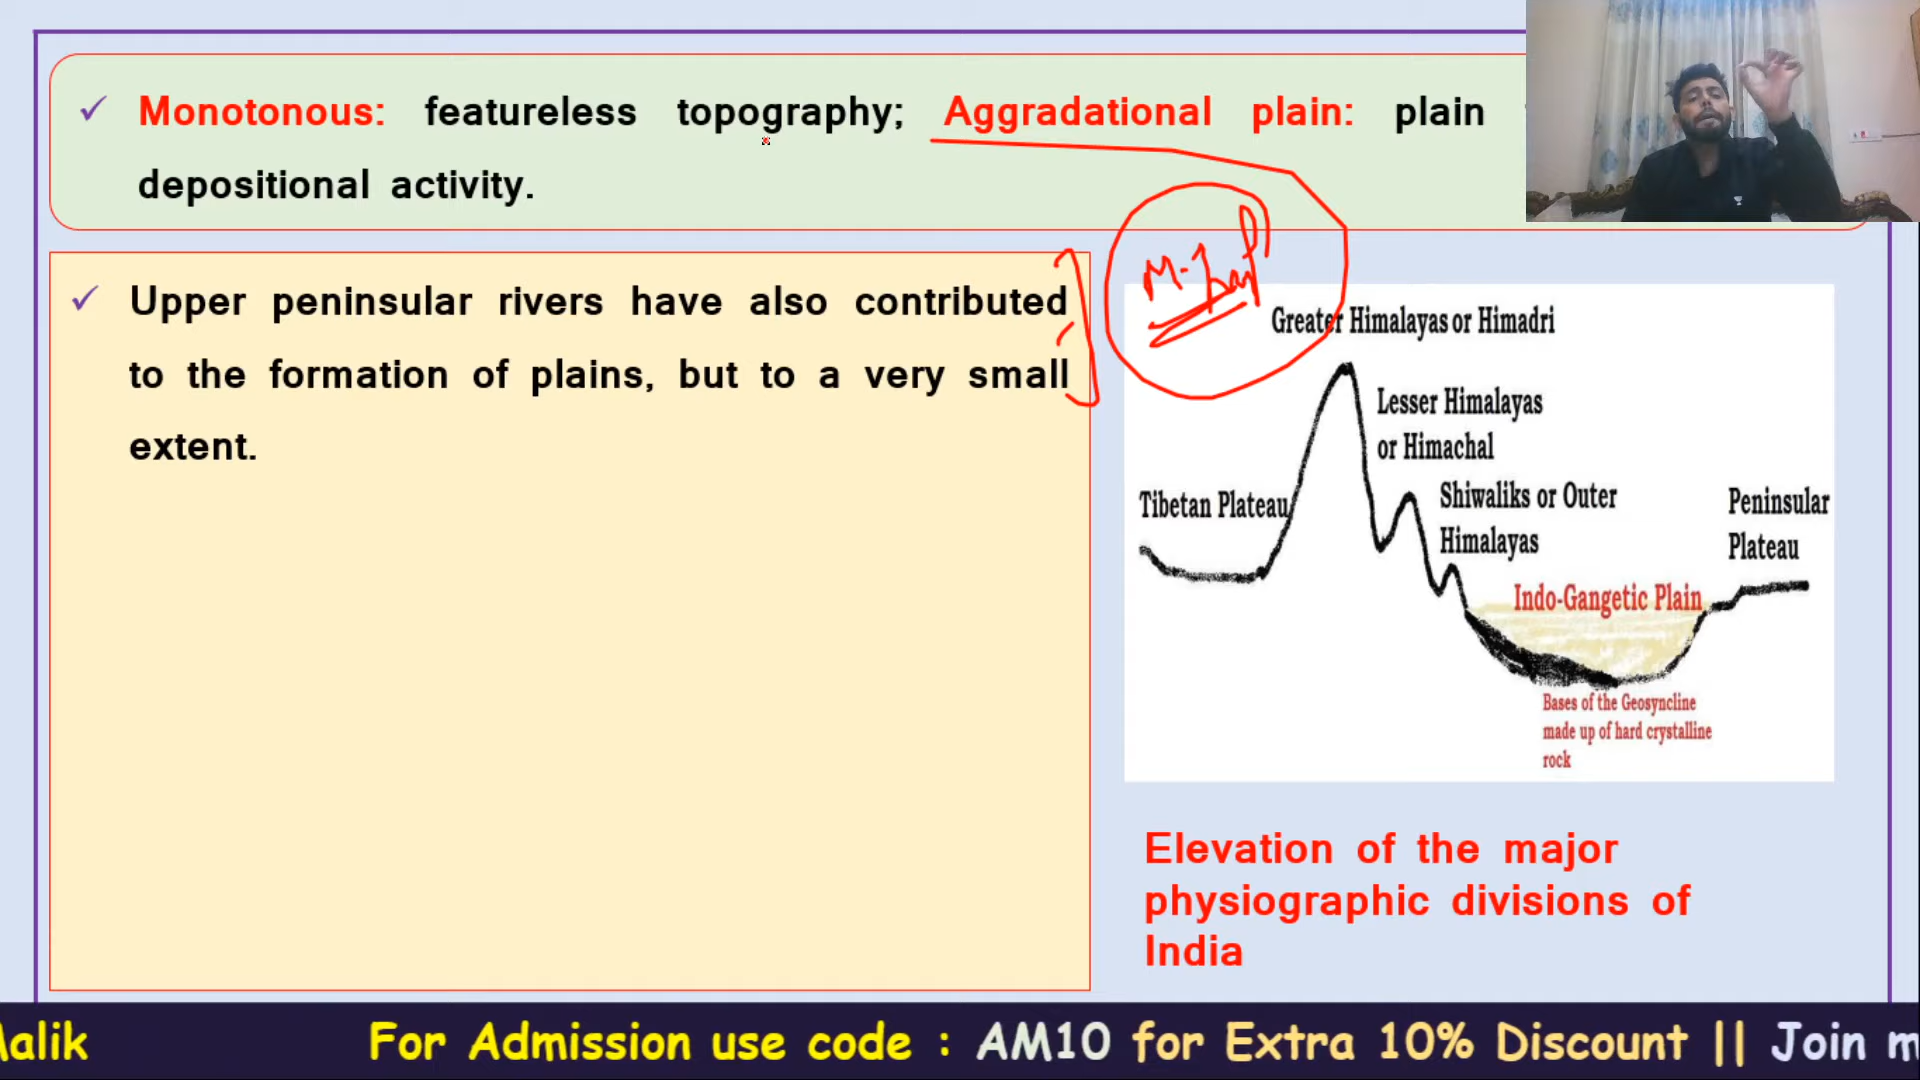 ✓ Monotonous: featureless topography; Aggradational plain: plain
depositional activity.
✓ Upper peninsular rivers have also contributed
to the formation of plains, but to a very small
extent.
Greater Himalayas or Himadri
Lesser Himalayas
or Himachal
Tibetan Plateau
Shiwaliks or Outer
Himalayas
Peninsular
Plateau
Indo-Gangetic Plain
Bases of the Geosyncline
made up of hard crystalline
rock
Elevation of the major
physiographic divisions of
India
Malik For Admission use code : AM10 for Extra 10% Discount || Join